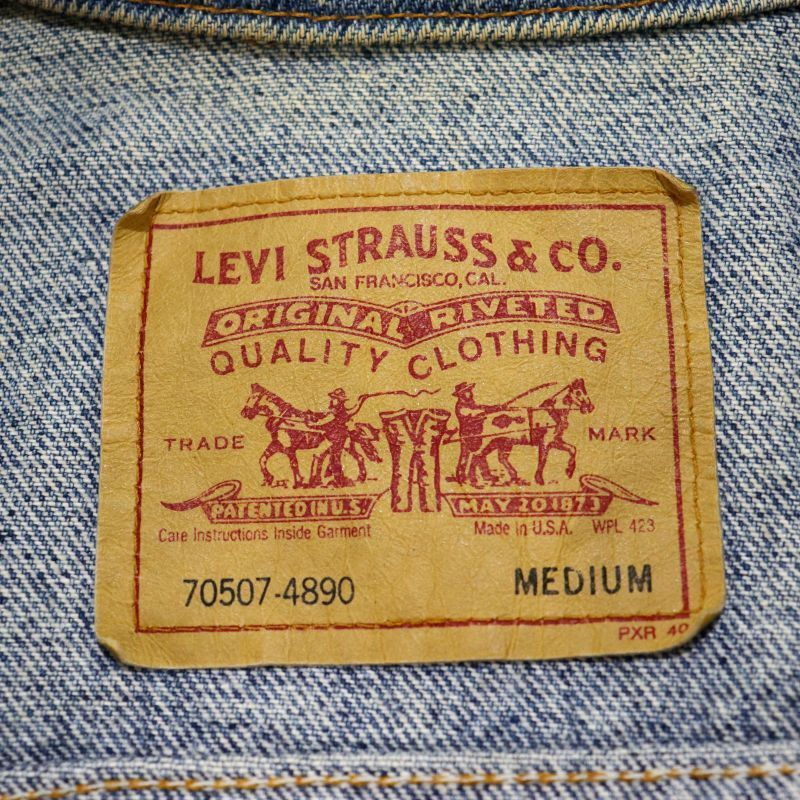 LEVI STRAUSS & CO.
SAN FRANCISCO, CAL.
ORIGINAL RIVETED
QUALITY CLOTHING
TRADE MARK
PATENTED IN U.S. MAY 20 1873
Care Instructions Inside Garment Made in U.S.A. WPL 423
70507-4890 MEDIUM
PXR 40